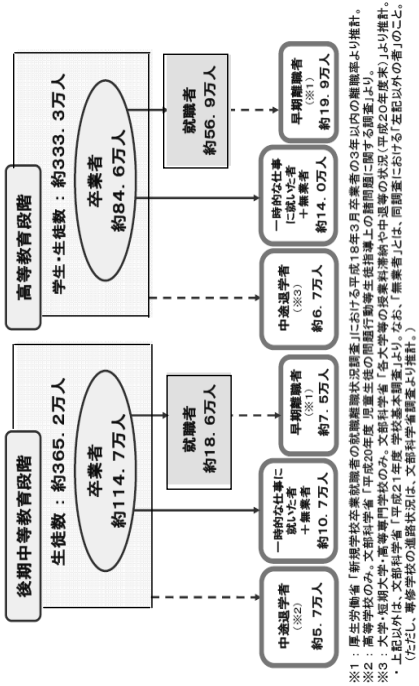 後期中等教育段階
生徒数：約365.2万人
卒業者
約114.7万人
就職者
約18.6万人
中途退学者
（※2）
約5.7万人
一時的な仕事に
就いた者
＋無業者
約10.7万人
早期離職者
（※1）
約7.5万人
高等教育段階
学生・生徒数：約333.3万人
卒業者
約84.6万人
就職者
約56.9万人
中途退学者
（※3）
約6.7万人
一時的な仕事
に就いた者
＋無業者
約14.0万人
早期離職者
（※1）
約19.9万人
※1：厚生労働省「新規学校卒業就職者の就職離職状況調査」における平成18年3月卒業者の3年以内の離職率より推計。
※2：高等学校のみ。文部科学省「平成20年度 児童生徒の問題行動等生徒指導上の諸問題に関する調査」より。
※3：大学・短期大学・高等専門学校のみ。文部科学省「各大学等の授業料滞納や中退等の状況（平成20年度末）」より推計。
・上記以外は、文部科学省「平成21年度 学校基本調査」より。なお、「無業者」とは、同調査における「左記以外の者」のこと。
（ただし、専修学校の進路状況は、文部科学省調査より推計。）